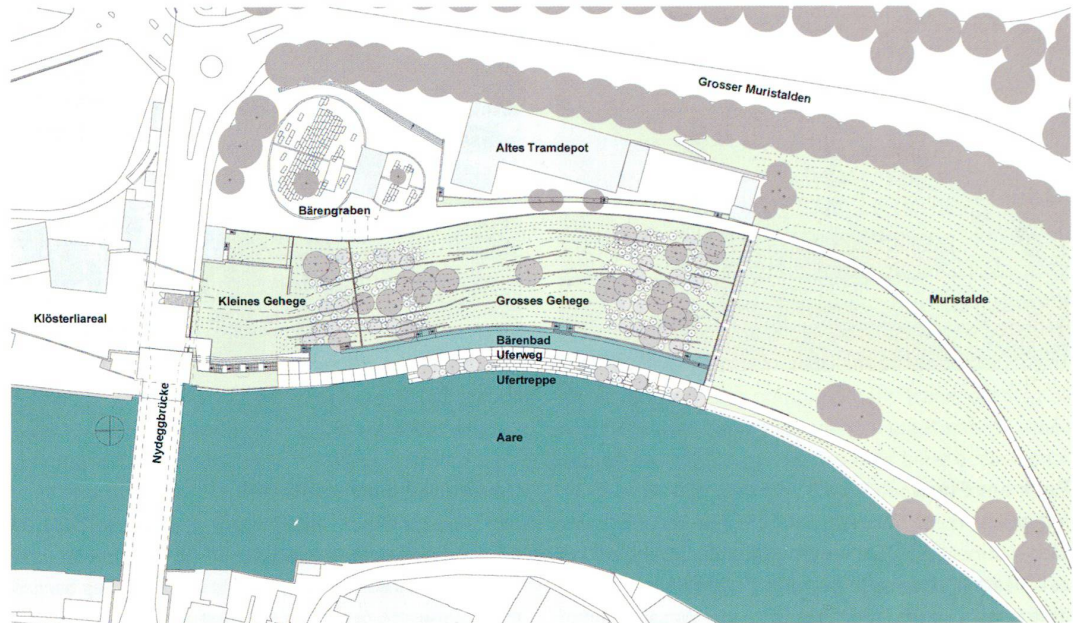 Grosser Muristalden
Altes Tramdepot
Bärengraben
Kleines Gehege
Grosses Gehege
Muristalde
Klösterliareal
Bärenbad
Uferweg
Ufertreppe
Nydeggbrücke
Aare